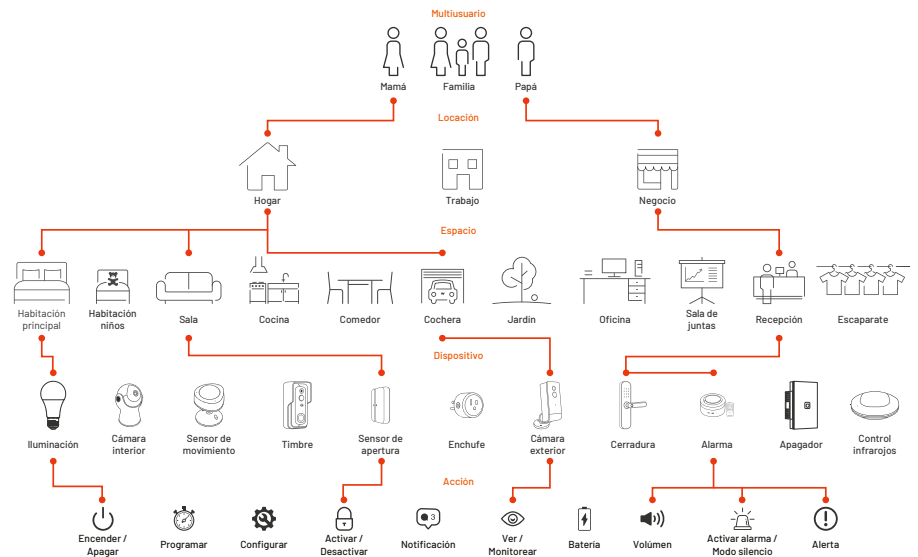 Multiusuario
Mamá
Familia
Papá
Locación
Hogar
Trabajo
Negocio
Espacio
Habitación
principal
Habitación
niños
Sala
Cocina
Comedor
Cochera
Jardín
Oficina
Sala de
juntas
Recepción
Escaparate
Dispositivo
Iluminación
Cámara
interior
Sensor de
movimiento
Timbre
Sensor de
apertura
Enchufe
Cámara
exterior
Cerradura
Alarma
Apagador
Control
infrarojos
Acción
Encender /
Apagar
Programar
Configurar
Activar /
Desactivar
3
Notificación
Ver /
Monitorear
Batería
Volúmen
Activar alarma /
Modo silencio
Alerta